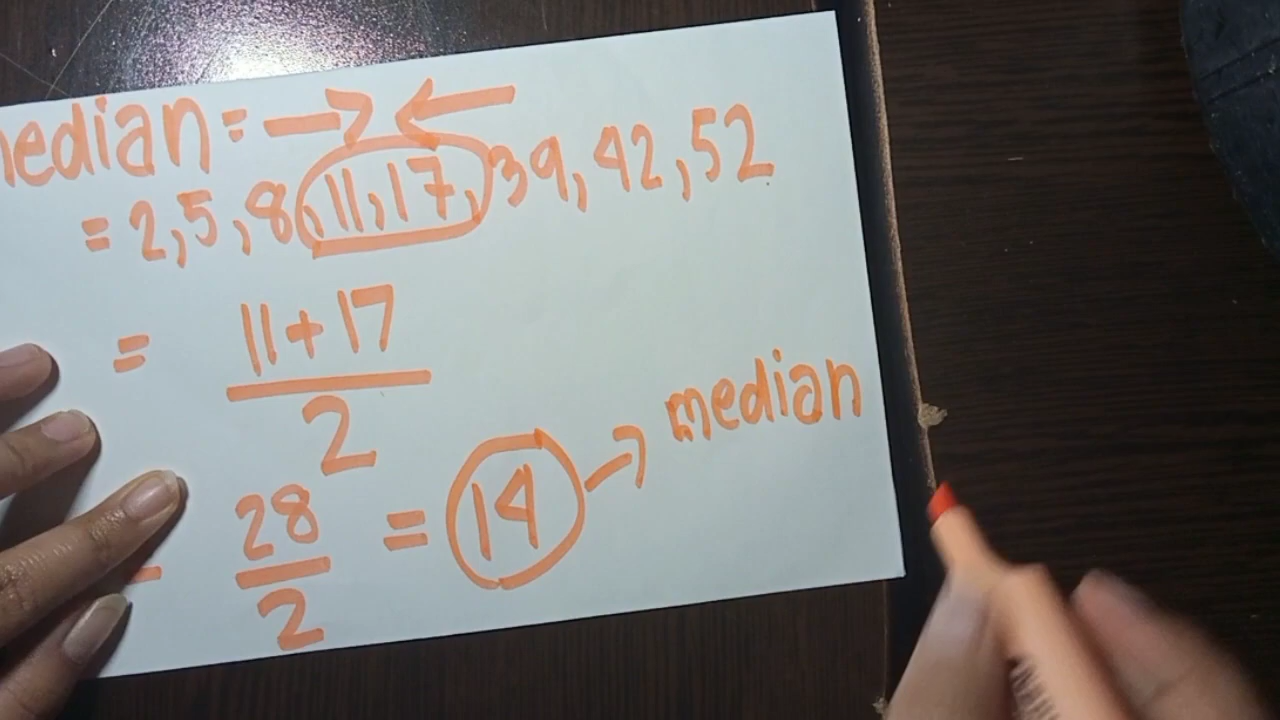 median = → ←
= 2, 5, 8, 11, 17, 39, 42, 52
= 11 + 17 / 2
= 28 / 2 = 14 → median